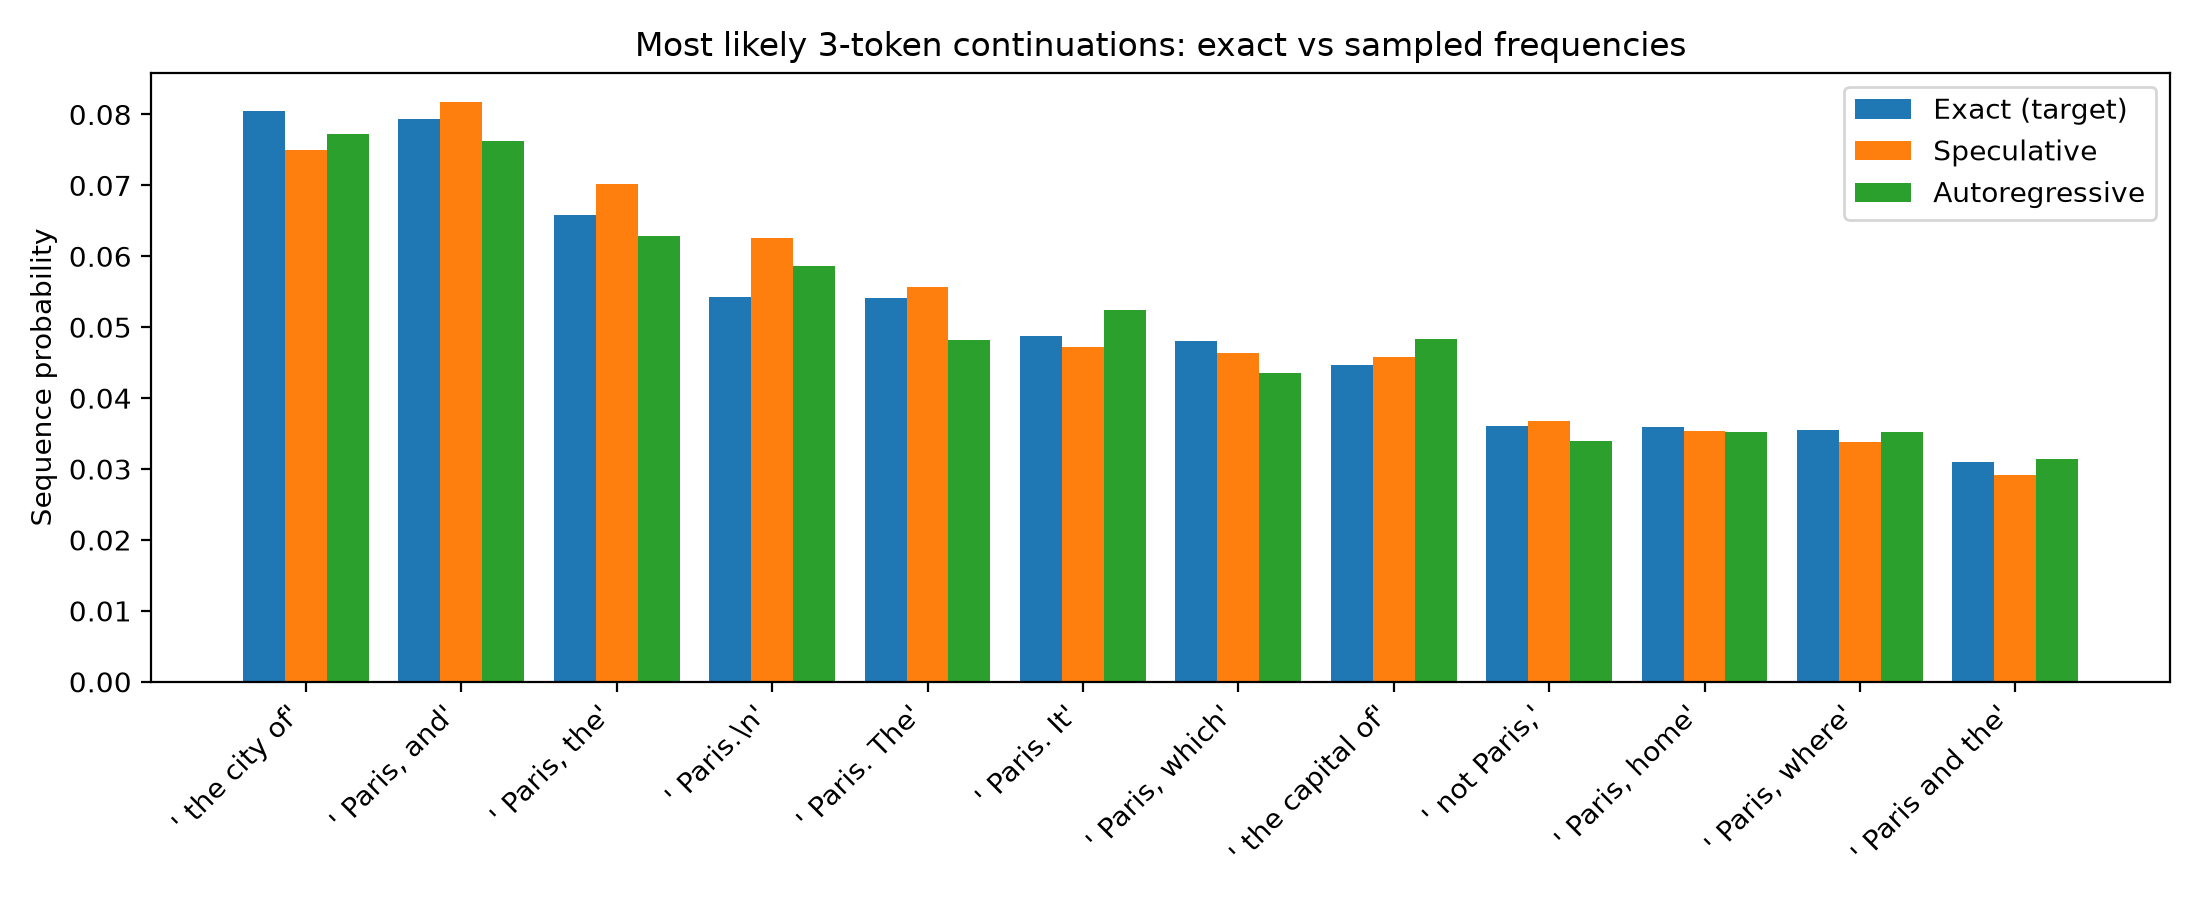 Most likely 3-token continuations: exact vs sampled frequencies
Exact (target)
Speculative
Autoregressive
Sequence probability
0.08
0.07
0.06
0.05
0.04
0.03
0.02
0.01
0.00
' the city of'
' Paris, and'
' Paris, the'
' Paris.\n'
' Paris. The'
' Paris. It'
' Paris, which'
' the capital of'
' not Paris,'
' Paris, home'
' Paris, where'
' Paris and the'